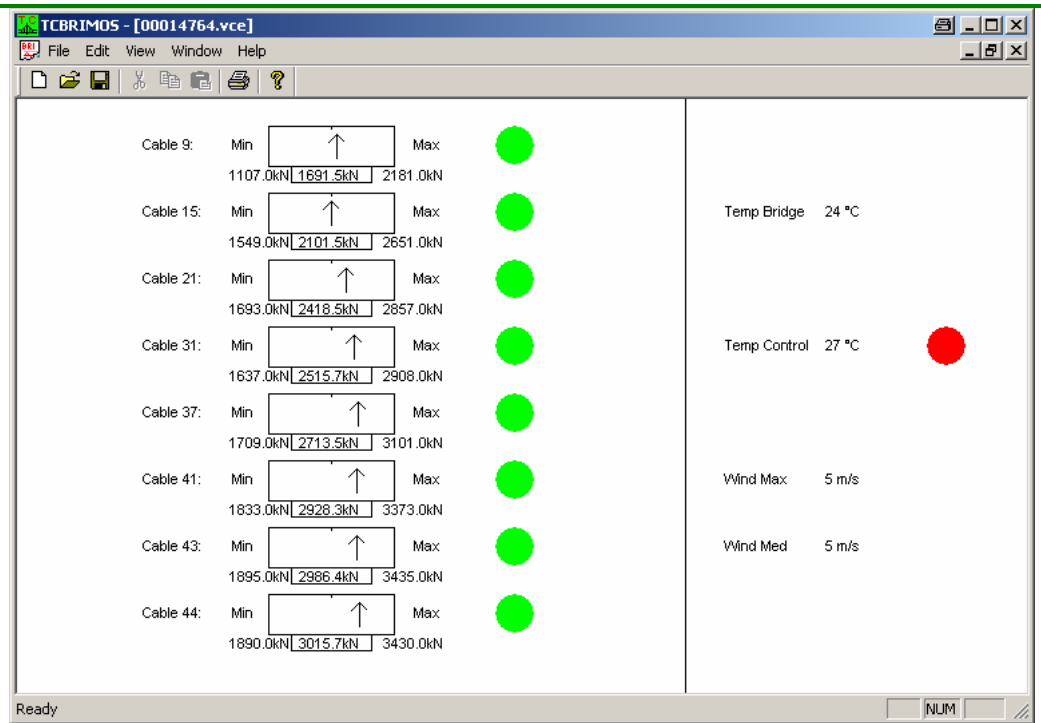 TCBRIMOS - [00014764.vce]
File Edit View Window Help
Cable 9: Min Max
1107.0kN 1691.5kN 2181.0kN
Cable 15: Min Max Temp Bridge 24 °C
1549.0kN 2101.5kN 2651.0kN
Cable 21: Min Max
1693.0kN 2418.5kN 2857.0kN
Cable 31: Min Max Temp Control 27 °C
1637.0kN 2515.7kN 2908.0kN
Cable 37: Min Max
1709.0kN 2713.5kN 3101.0kN
Cable 41: Min Max Wind Max 5 m/s
1833.0kN 2928.3kN 3373.0kN
Cable 43: Min Max Wind Med 5 m/s
1895.0kN 2986.4kN 3435.0kN
Cable 44: Min Max
1890.0kN 3015.7kN 3430.0kN
Ready NUM